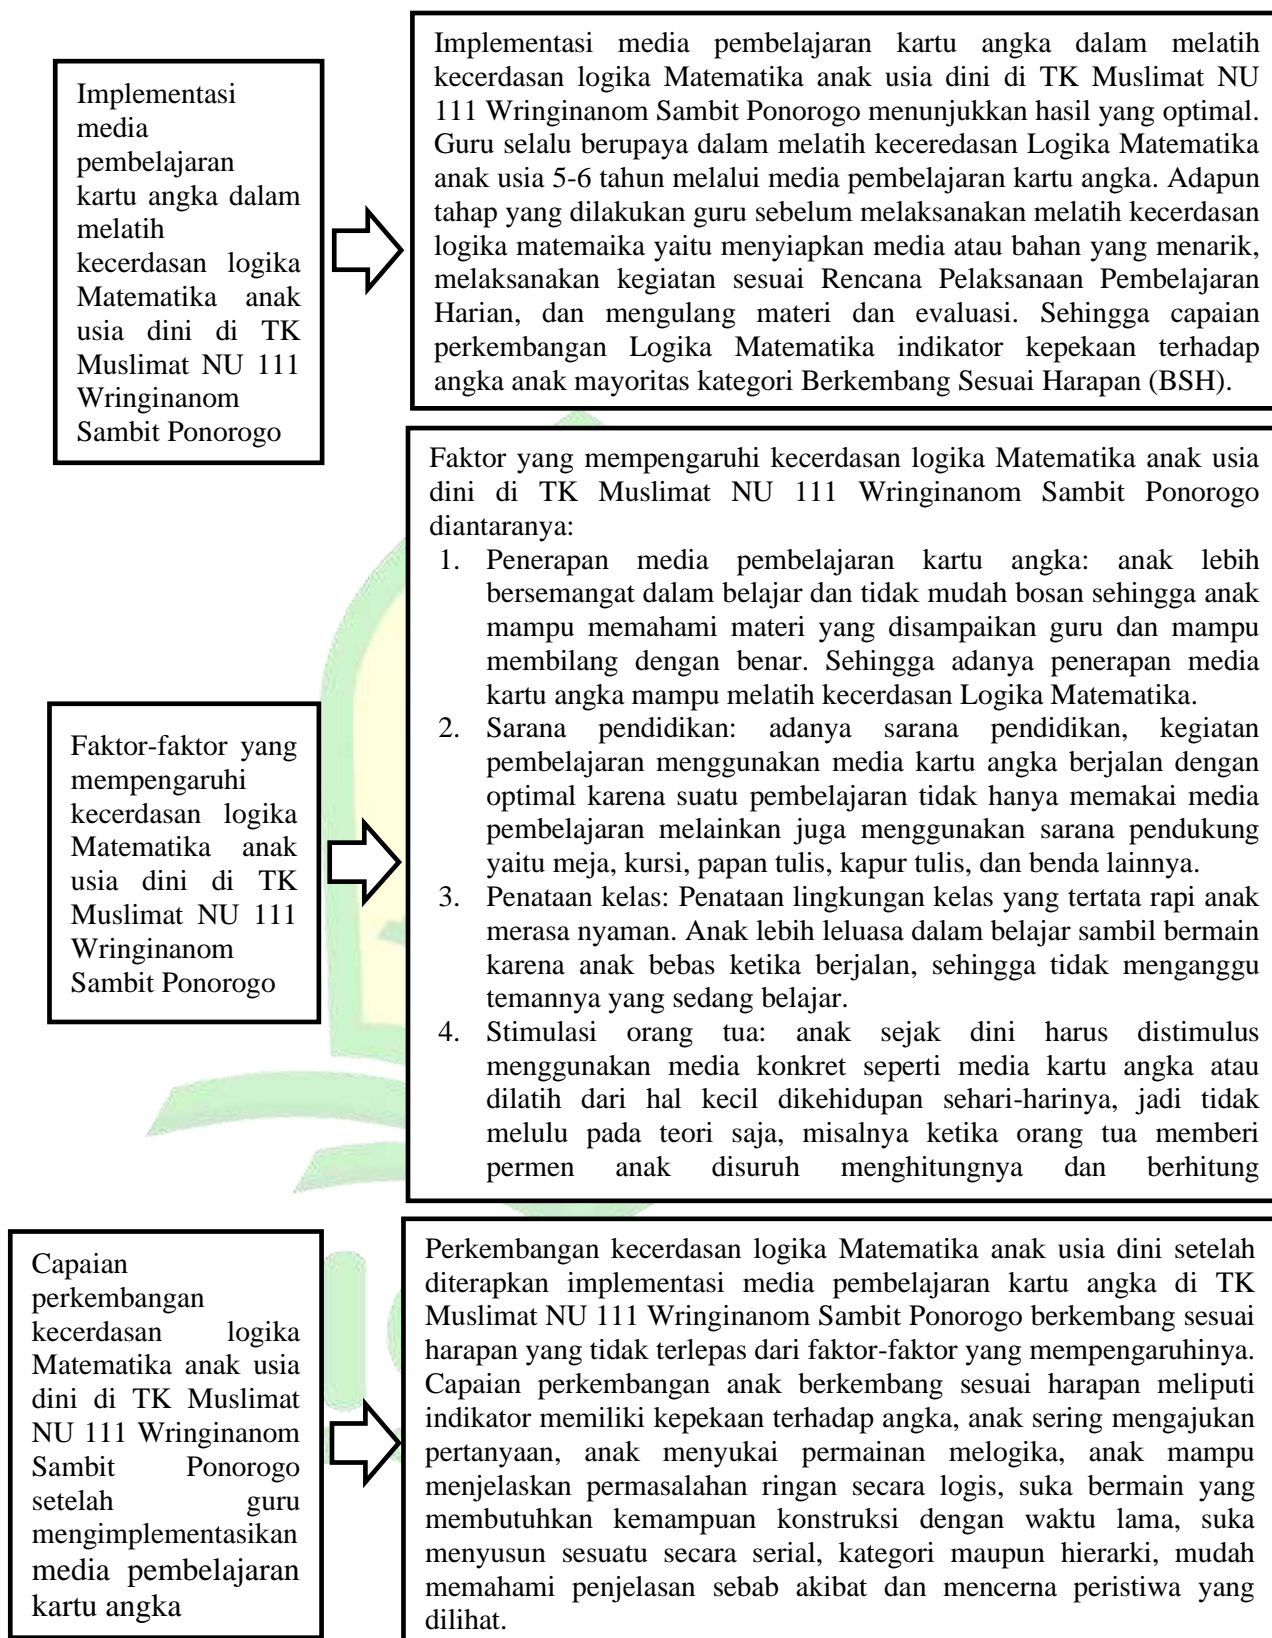 Implementasi
media
pembelajaran
kartu angka dalam
melatih
kecerdasan logika
Matematika anak
usia dini di TK
Muslimat NU 111
Wringinanom
Sambit Ponorogo
Implementasi media pembelajaran kartu angka dalam melatih
kecerdasan logika Matematika anak usia dini di TK Muslimat NU
111 Wringinanom Sambit Ponorogo menunjukkan hasil yang optimal.
Guru selalu berupaya dalam melatih keceredasan Logika Matematika
anak usia 5-6 tahun melalui media pembelajaran kartu angka. Adapun
tahap yang dilakukan guru sebelum melaksanakan melatih kecerdasan
logika matemaika yaitu menyiapkan media atau bahan yang menarik,
melaksanakan kegiatan sesuai Rencana Pelaksanaan Pembelajaran
Harian, dan mengulang materi dan evaluasi. Sehingga capaian
perkembangan Logika Matematika indikator kepekaan terhadap
angka anak mayoritas kategori Berkembang Sesuai Harapan (BSH).
Faktor-faktor yang
mempengaruhi
kecerdasan logika
Matematika anak
usia dini di TK
Muslimat NU 111
Wringinanom
Sambit Ponorogo
Faktor yang mempengaruhi kecerdasan logika Matematika anak usia
dini di TK Muslimat NU 111 Wringinanom Sambit Ponorogo
diantaranya:
1. Penerapan media pembelajaran kartu angka: anak lebih
bersemangat dalam belajar dan tidak mudah bosan sehingga anak
mampu memahami materi yang disampaikan guru dan mampu
membilang dengan benar. Sehingga adanya penerapan media
kartu angka mampu melatih kecerdasan Logika Matematika.
2. Sarana pendidikan: adanya sarana pendidikan, kegiatan
pembelajaran menggunakan media kartu angka berjalan dengan
optimal karena suatu pembelajaran tidak hanya memakai media
pembelajaran melainkan juga menggunakan sarana pendukung
yaitu meja, kursi, papan tulis, kapur tulis, dan benda lainnya.
3. Penataan kelas: Penataan lingkungan kelas yang tertata rapi anak
merasa nyaman. Anak lebih leluasa dalam belajar sambil bermain
karena anak bebas ketika berjalan, sehingga tidak menganggu
temannya yang sedang belajar.
4. Stimulasi orang tua: anak sejak dini harus distimulus
menggunakan media konkret seperti media kartu angka atau
dilatih dari hal kecil dikehidupan sehari-harinya, jadi tidak
melulu pada teori saja, misalnya ketika orang tua memberi
permen anak disuruh menghitungnya dan berhitung
Capaian
perkembangan
kecerdasan logika
Matematika anak usia
dini di TK Muslimat
NU 111 Wringinanom
Sambit Ponorogo
setelah guru
mengimplementasikan
media pembelajaran
kartu angka
Perkembangan kecerdasan logika Matematika anak usia dini setelah
diterapkan implementasi media pembelajaran kartu angka di TK
Muslimat NU 111 Wringinanom Sambit Ponorogo berkembang sesuai
harapan yang tidak terlepas dari faktor-faktor yang mempengaruhinya.
Capaian perkembangan anak berkembang sesuai harapan meliputi
indikator memiliki kepekaan terhadap angka, anak sering mengajukan
pertanyaan, anak menyukai permainan melogika, anak mampu
menjelaskan permasalahan ringan secara logis, suka bermain yang
membutuhkan kemampuan konstruksi dengan waktu lama, suka
menyusun sesuatu secara serial, kategori maupun hierarki, mudah
memahami penjelasan sebab akibat dan mencerna peristiwa yang
dilihat.